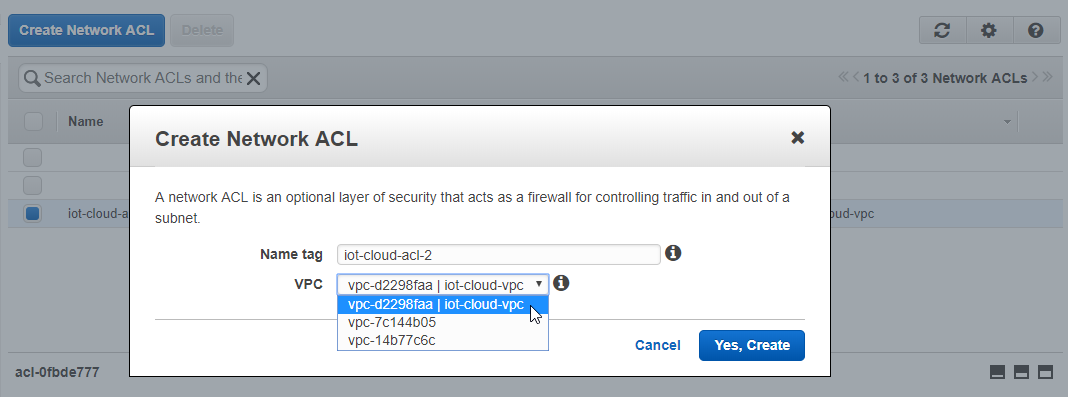 Create Network ACL
Delete
Search Network ACLs and the
1 to 3 of 3 Network ACLs
Name
Create Network ACL
A network ACL is an optional layer of security that acts as a firewall for controlling traffic in and out of a
subnet.
iot-cloud-a
oud-vpc
Name tag
iot-cloud-acl-2
VPC
vpc-d2298faa | iot-cloud-vpc
vpc-d2298faa | iot-cloud-vpc
vpc-7c144b05
vpc-14b77c6c
Cancel
Yes, Create
acl-0fbde777